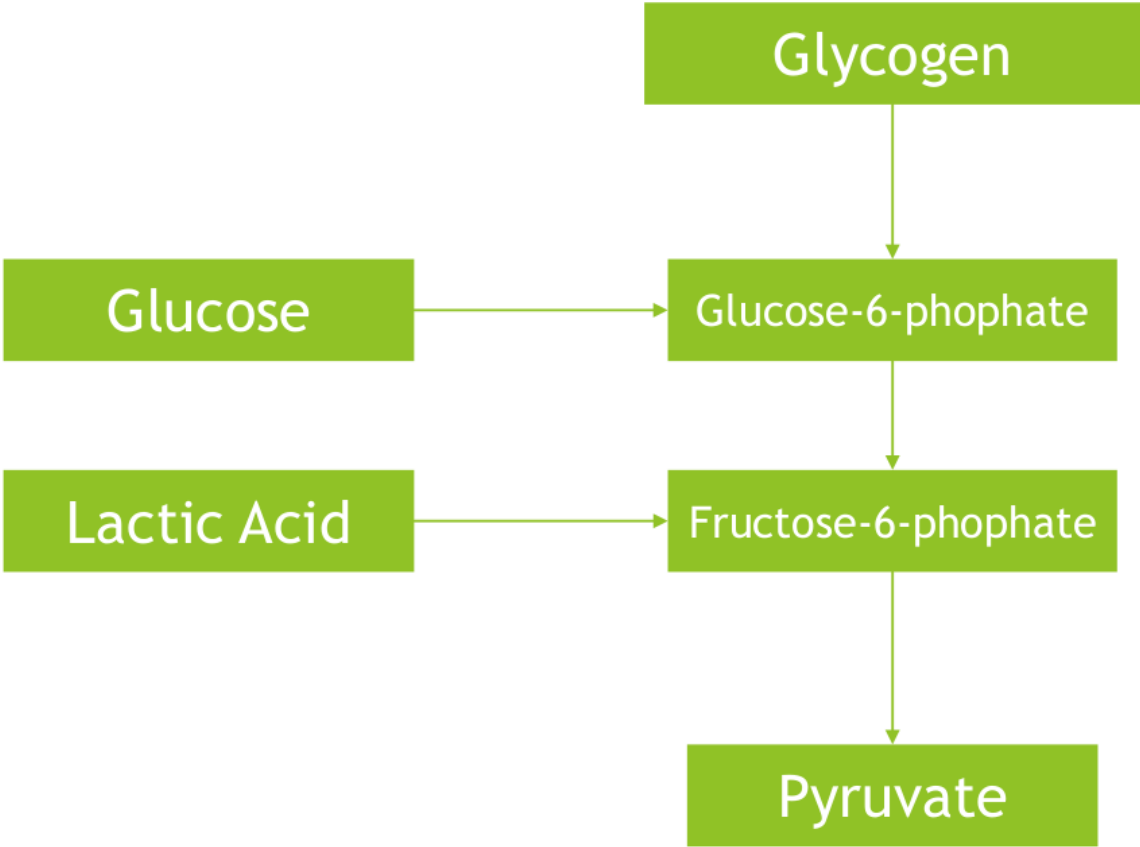 Glycogen
Glucose
Glucose-6-phophate
Lactic Acid
Fructose-6-phophate
Pyruvate